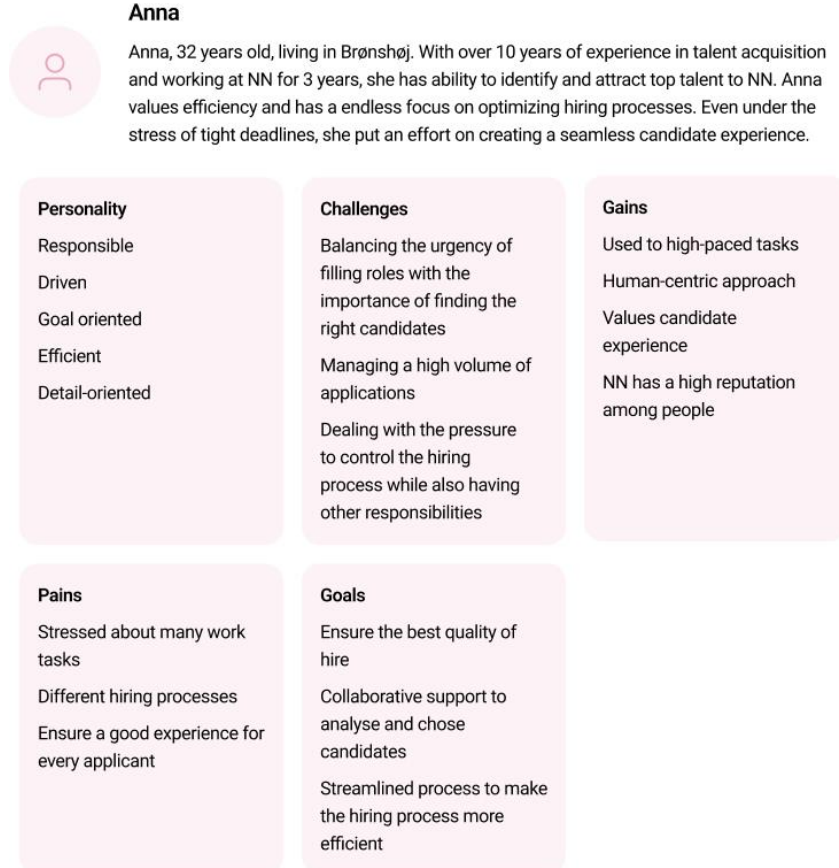 Anna
Anna, 32 years old, living in Brønshøj. With over 10 years of experience in talent acquisition
and working at NN for 3 years, she has ability to identify and attract top talent to NN. Anna
values efficiency and has a endless focus on optimizing hiring processes. Even under the
stress of tight deadlines, she put an effort on creating a seamless candidate experience.
Personality
Responsible
Driven
Goal oriented
Efficient
Detail-oriented
Challenges
Balancing the urgency of
filling roles with the
importance of finding the
right candidates
Managing a high volume of
applications
Dealing with the pressure
to control the hiring
process while also having
other responsibilities
Gains
Used to high-paced tasks
Human-centric approach
Values candidate
experience
NN has a high reputation
among people
Pains
Stressed about many work
tasks
Different hiring processes
Ensure a good experience for
every applicant
Goals
Ensure the best quality of
hire
Collaborative support to
analyse and chose
candidates
Streamlined process to make
the hiring process more
efficient